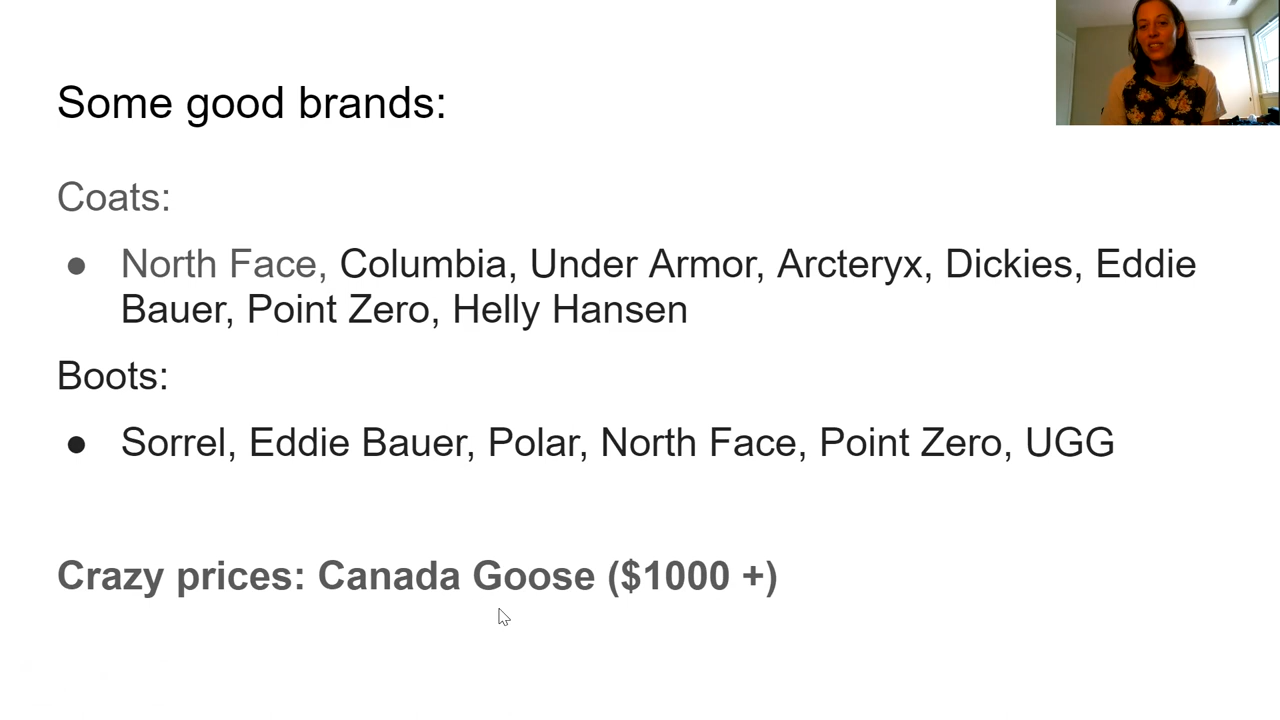 Some good brands:
Coats:
● North Face, Columbia, Under Armor, Arcteryx, Dickies, Eddie
Bauer, Point Zero, Helly Hansen
Boots:
● Sorrel, Eddie Bauer, Polar, North Face, Point Zero, UGG
Crazy prices: Canada Goose ($1000 +)